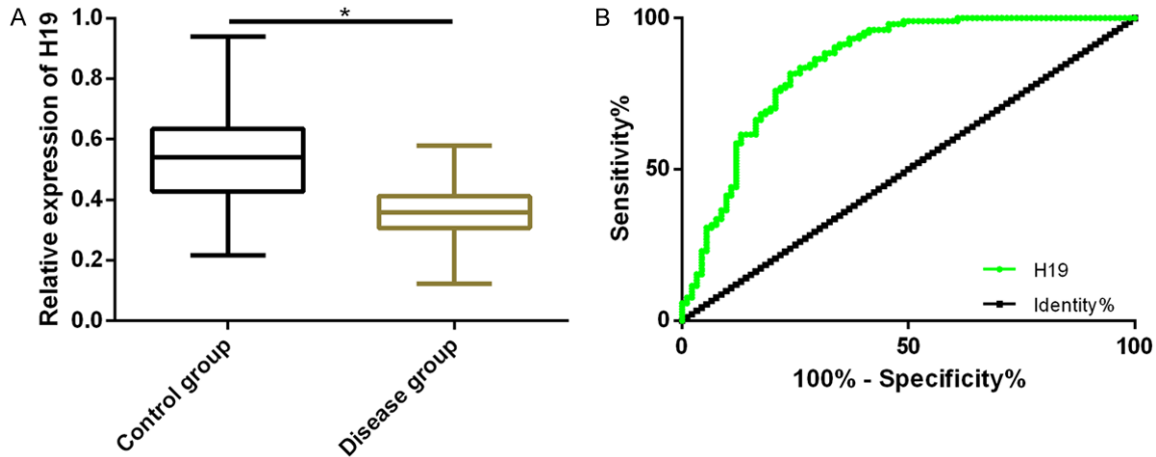 A
Relative expression of H19
1.0
0.8
0.6
0.4
0.2
0.0
*
Control group
Disease group
B
Sensitivity%
100
50
0
H19
Identity%
0
50
100
100% - Specificity%